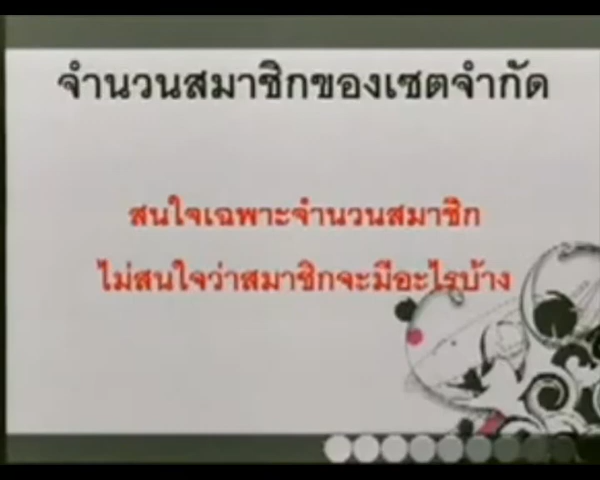 จำนวนสมาชิกของเซตจำกัด
สนใจเฉพาะจำนวนสมาชิก
ไม่สนใจว่าสมาชิกจะมีอะไรบ้าง